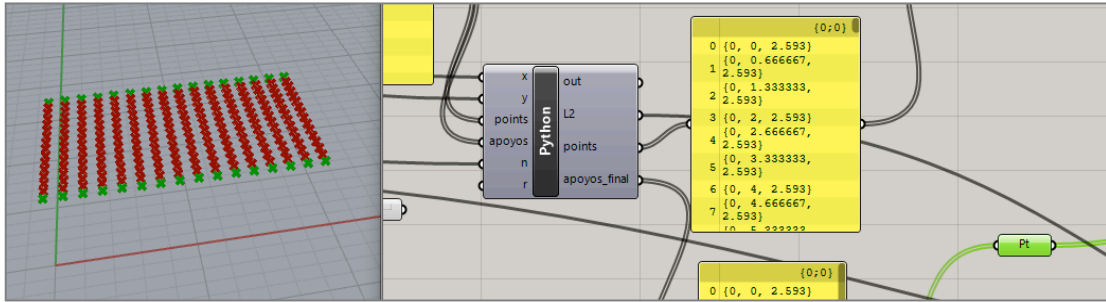 x
y
points
apoyos
n
r
Python
out
L2
points
apoyos_final
{0;0}
0 {0, 0, 2.593}
1 {0, 0.666667,
2.593}
2 {0, 1.333333,
2.593}
3 {0, 2, 2.593}
4 {0, 2.666667,
2.593}
5 {0, 3.333333,
2.593}
6 {0, 4, 2.593}
7 {0, 4.666667,
2.593}
{0, 5.333333,
Pt
{0;0}
0 {0, 0, 2.593}